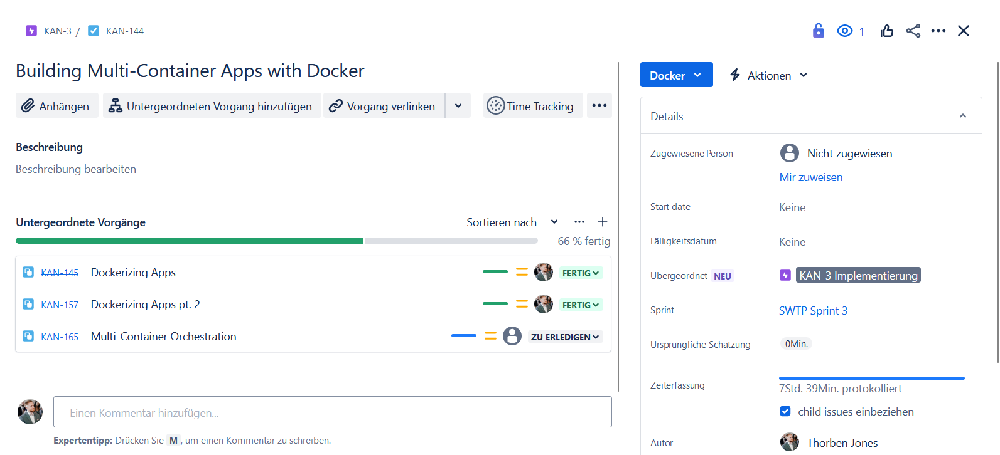 KAN-3 / KAN-144
1
Building Multi-Container Apps with Docker
Anhängen Untergeordneten Vorgang hinzufügen Vorgang verlinken Time Tracking
Beschreibung
Beschreibung bearbeiten
Untergeordnete Vorgänge Sortieren nach
66 % fertig
KAN-145 Dockerizing Apps FERTIG
KAN-157 Dockerizing Apps pt. 2 FERTIG
KAN-165 Multi-Container Orchestration ZU ERLEDIGEN
Einen Kommentar hinzufügen...
Expertentipp: Drücken Sie M , um einen Kommentar zu schreiben.
Docker Aktionen
Details
Zugewiesene Person Nicht zugewiesen
Mir zuweisen
Start date Keine
Fälligkeitsdatum Keine
Übergeordnet NEU KAN-3 Implementierung
Sprint SWTP Sprint 3
Ursprüngliche Schätzung 0Min.
Zeiterfassung 7Std. 39Min. protokolliert
child issues einbeziehen
Autor Thorben Jones